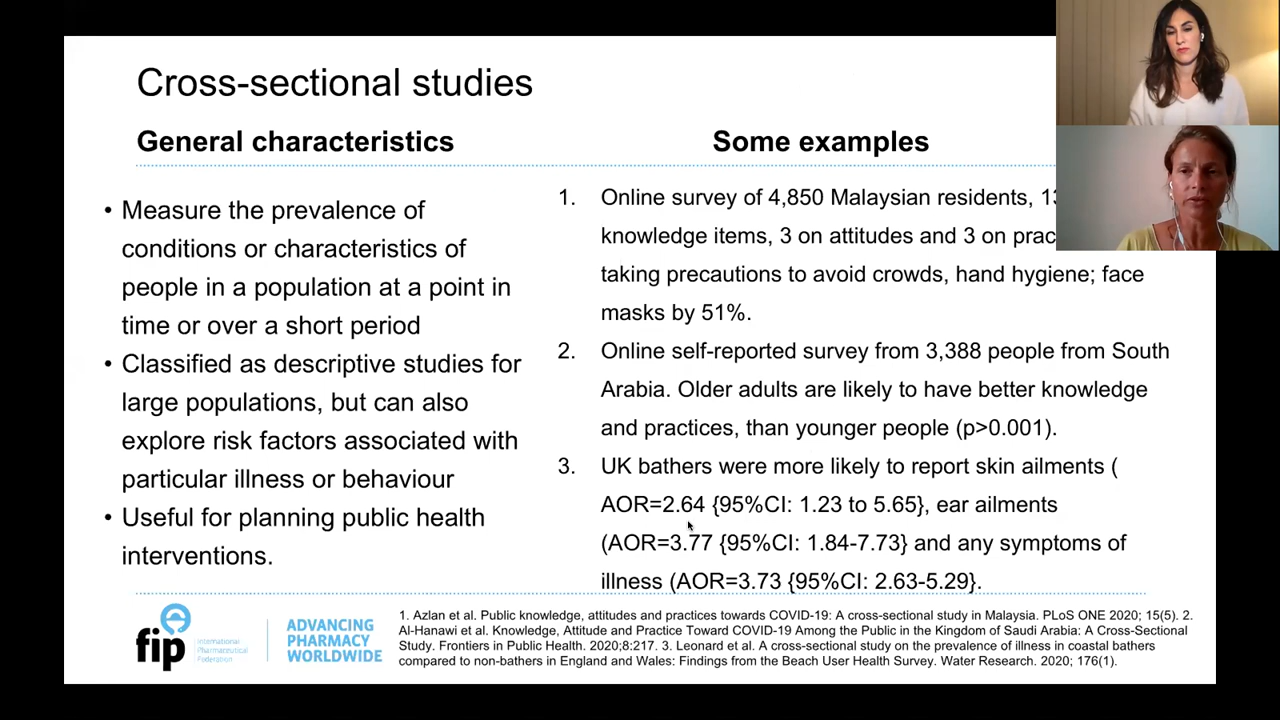 Cross-sectional studies
General characteristics
Some examples
• Measure the prevalence of
conditions or characteristics of
people in a population at a point in
time or over a short period
• Classified as descriptive studies for
large populations, but can also
explore risk factors associated with
particular illness or behaviour
• Useful for planning public health
interventions.
1. Online survey of 4,850 Malaysian residents,
knowledge items, 3 on attitudes and 3 on
taking precautions to avoid crowds, hand hygiene; face
masks by 51%.
2. Online self-reported survey from 3,388 people from South
Arabia. Older adults are likely to have better knowledge
and practices, than younger people (p>0.001).
3. UK bathers were more likely to report skin ailments (
AOR=2.64 {95%CI: 1.23 to 5.65}, ear ailments
(AOR=3.77 {95%CI: 1.84-7.73} and any symptoms of
illness (AOR=3.73 {95%CI: 2.63-5.29}.
fip
International
Pharmaceutical
Federation
ADVANCING
PHARMACY
WORLDWIDE
1. Azlan et al. Public knowledge, attitudes and practices towards COVID-19: A cross-sectional study in Malaysia. PLoS ONE 2020; 15(5). 2.
Al-Hanawi et al. Knowledge, Attitude and Practice Toward COVID-19 Among the Public in the Kingdom of Saudi Arabia: A Cross-Sectional
Study. Frontiers in Public Health. 2020;8:217. 3. Leonard et al. A cross-sectional study on the prevalence of illness in coastal bathers
compared to non-bathers in England and Wales: Findings from the Beach User Health Survey. Water Research. 2020; 176(1).